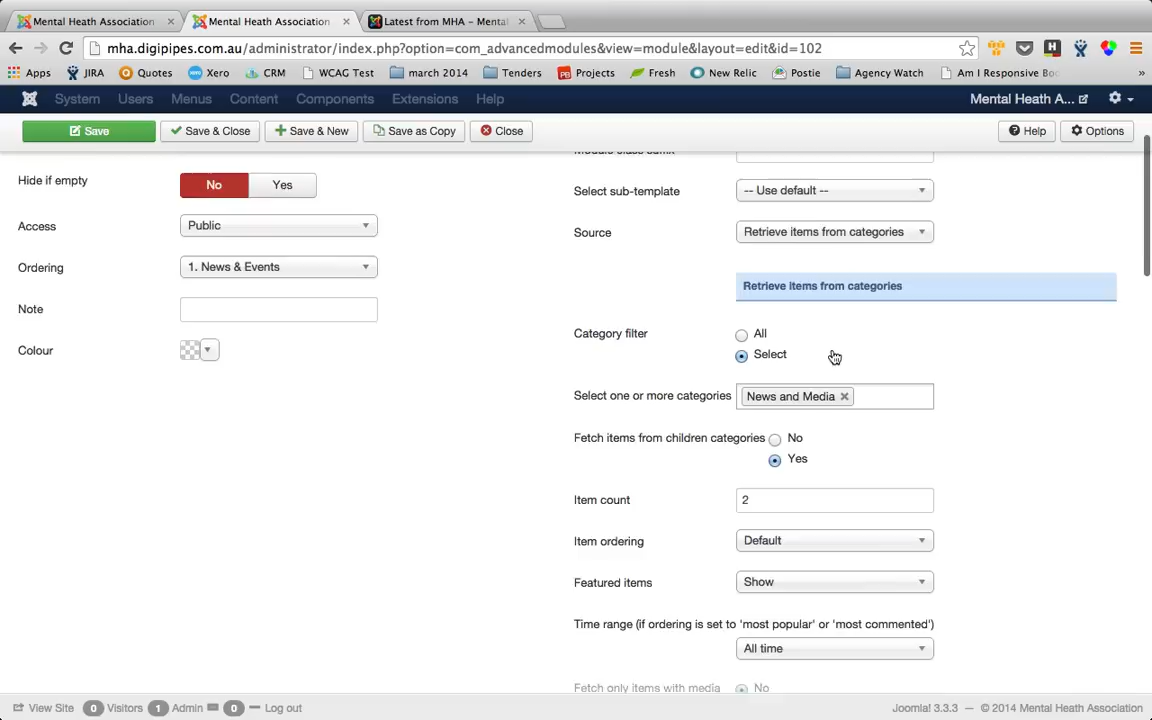 Mental Heath Association
Mental Heath Association
Latest from MHA – Mental
mha.digipipes.com.au/administrator/index.php?option=com_advancedmodules&view=module&layout=edit&id=102
Apps JIRA Quotes Xero CRM WCAG Test march 2014 Tenders Projects Fresh New Relic Postie Agency Watch Am I Responsive »
System Users Menus Content Components Extensions Help Mental Heath A...
Save Save & Close Save & New Save as Copy Close Help Options
Module class suffix
Hide if empty No Yes
Select sub-template -- Use default --
Access Public
Source Retrieve items from categories
Ordering 1. News & Events
Retrieve items from categories
Note
Category filter All
Colour
Select
Select one or more categories News and Media
Fetch items from children categories No
Yes
Item count 2
Item ordering Default
Featured items Show
Time range (if ordering is set to 'most popular' or 'most commented')
All time
Fetch only items with media No
View Site 0 Visitors 1 Admin 0 Log out Joomla! 3.3.3 — © 2014 Mental Heath Association